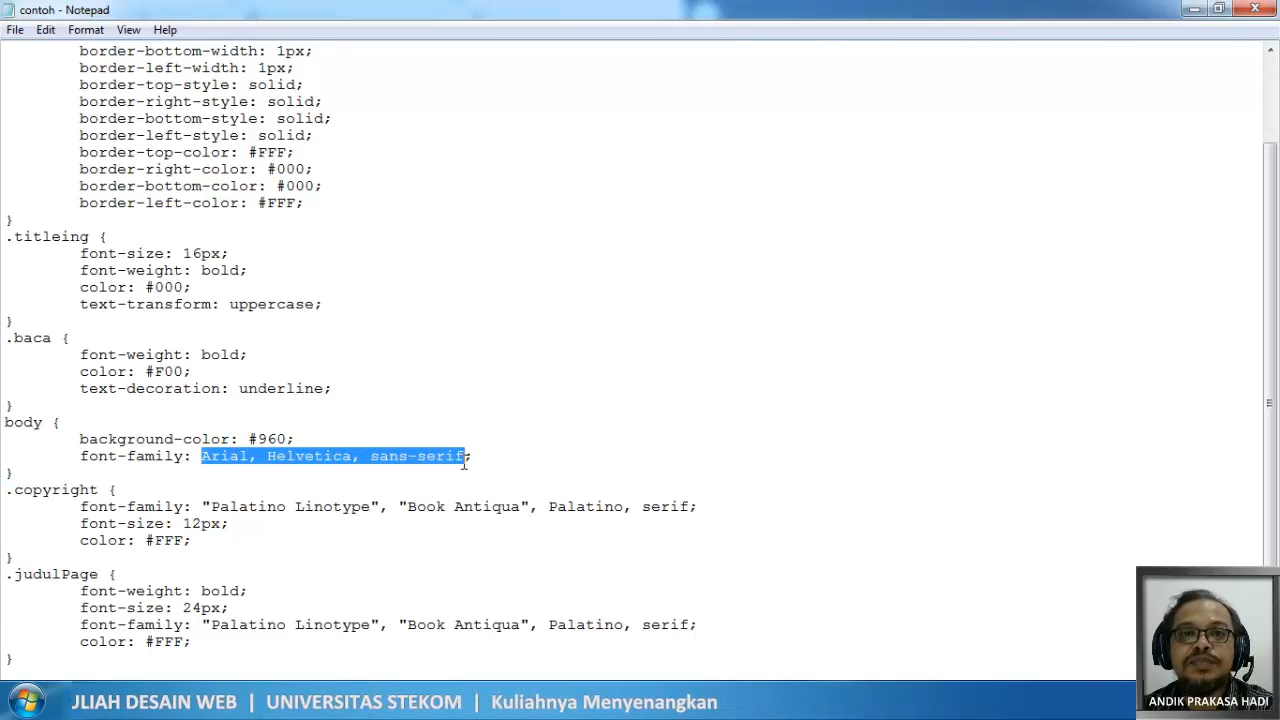 contoh - Notepad
File Edit Format View Help
border-bottom-width: 1px;
border-left-width: 1px;
border-top-style: solid;
border-right-style: solid;
border-bottom-style: solid;
border-left-style: solid;
border-top-color: #FFF;
border-right-color: #000;
border-bottom-color: #000;
border-left-color: #FFF;
}
.titleing {
font-size: 16px;
font-weight: bold;
color: #000;
text-transform: uppercase;
}
.baca {
font-weight: bold;
color: #F00;
text-decoration: underline;
}
body {
background-color: #960;
font-family: Arial, Helvetica, sans-serif;
}
.copyright {
font-family: "Palatino Linotype", "Book Antiqua", Palatino, serif;
font-size: 12px;
color: #FFF;
}
.judulPage {
font-weight: bold;
font-size: 24px;
font-family: "Palatino Linotype", "Book Antiqua", Palatino, serif;
color: #FFF;
}
JLIAH DESAIN WEB | UNIVERSITAS STEKOM | Kuliahnya Menyenangkan
ANDIK PRAKASA HADI